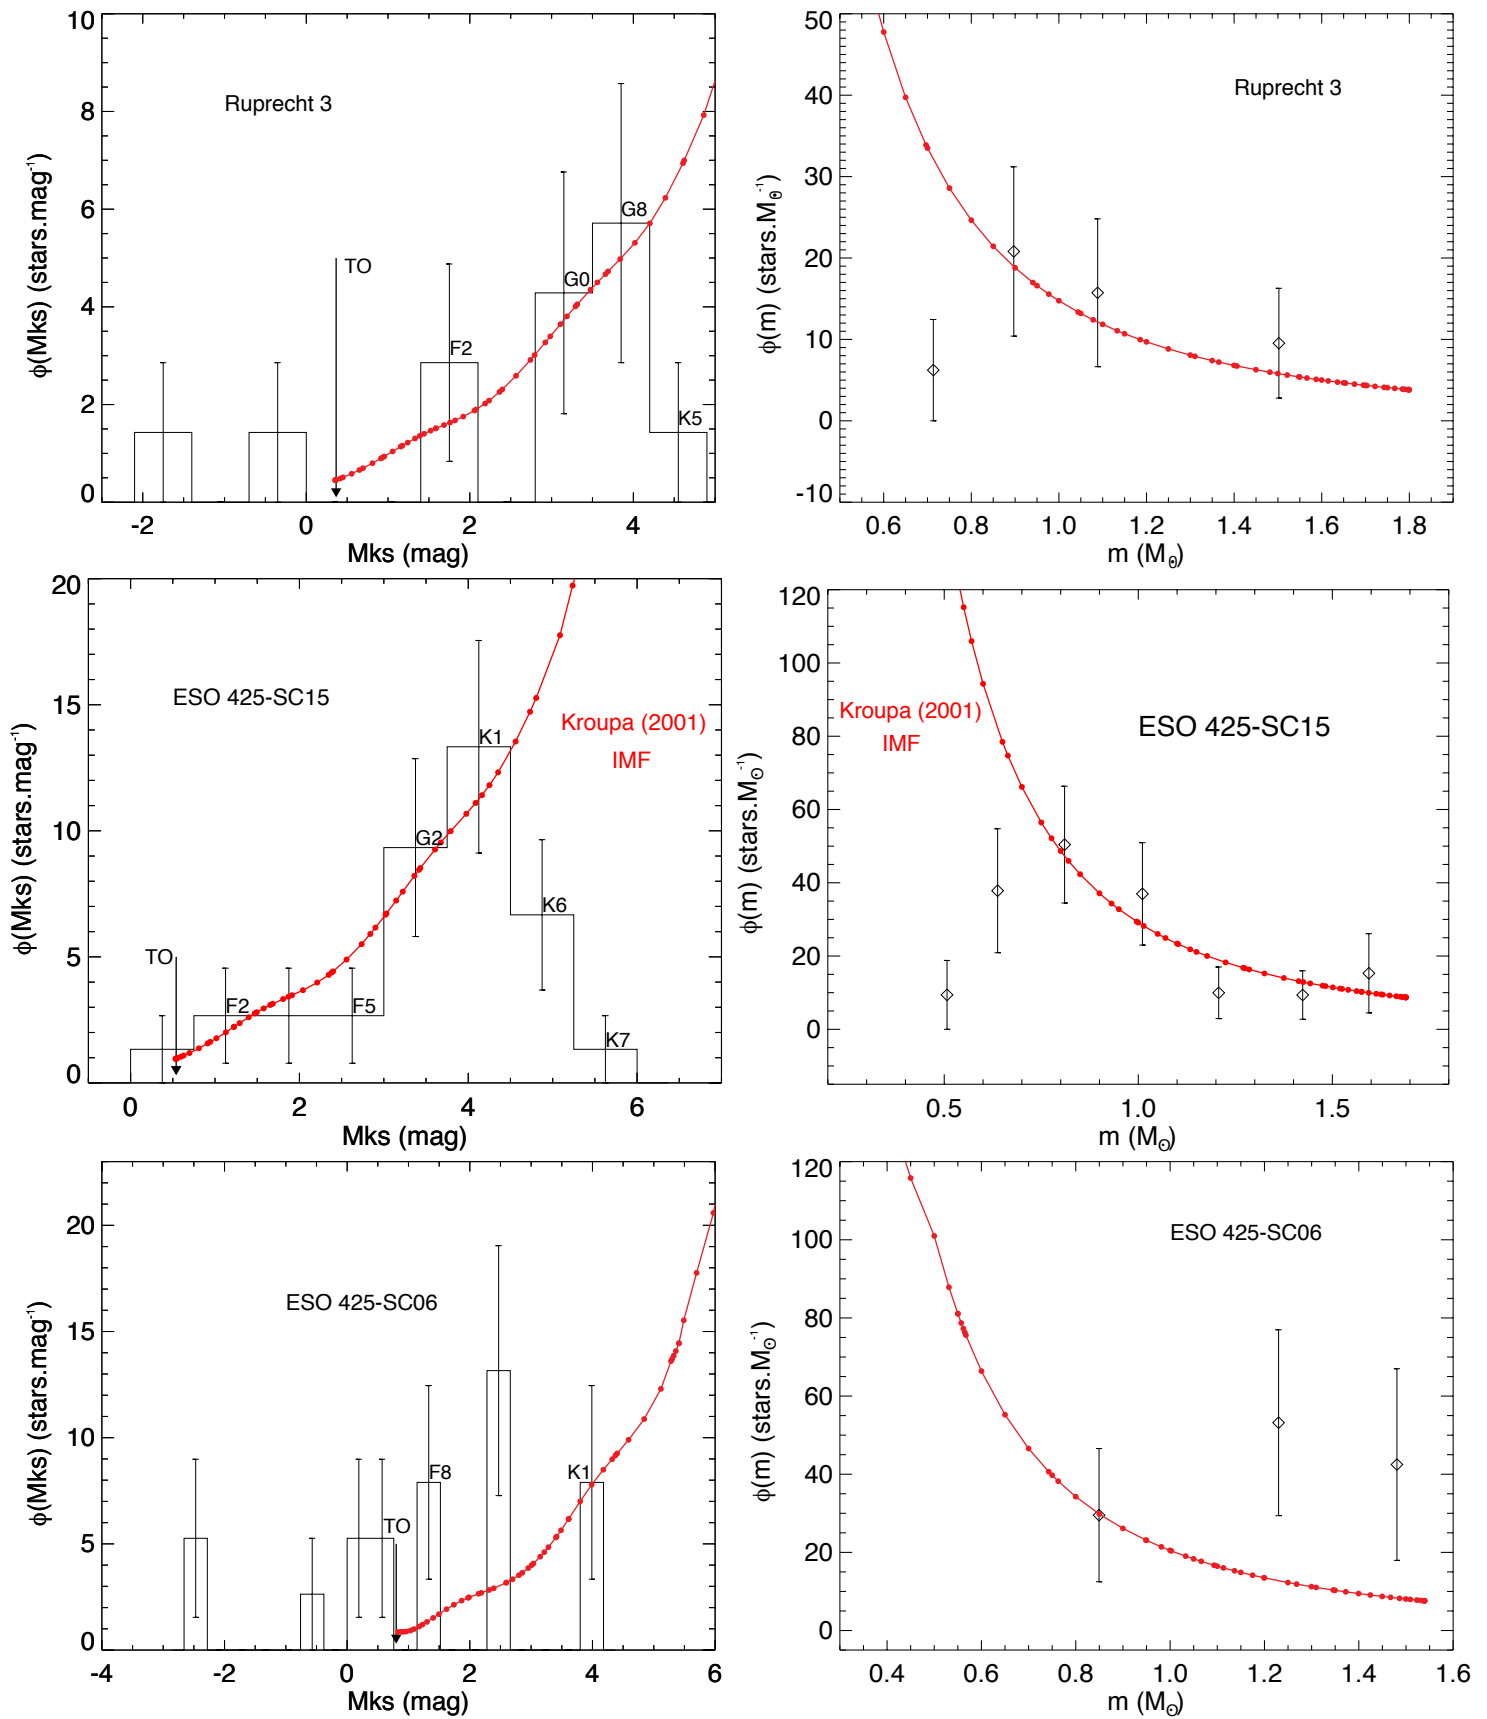 10
8
6
4
2
0
-2
0
2
4
Mks (mag)
ϕ(Mks) (stars.mag⁻¹)
Ruprecht 3
TO
F2
G0
G8
K5
50
40
30
20
10
0
-10
0.6
0.8
1.0
1.2
1.4
1.6
1.8
m (M⊙)
ϕ(m) (stars.M⊙⁻¹)
Ruprecht 3
20
15
10
5
0
0
2
4
6
Mks (mag)
ϕ(Mks) (stars.mag⁻¹)
ESO 425-SC15
Kroupa (2001)
IMF
TO
F2
F5
G2
K1
K6
K7
120
100
80
60
40
20
0
0.5
1.0
1.5
m (M⊙)
ϕ(m) (stars.M⊙⁻¹)
Kroupa (2001)
IMF
ESO 425-SC15
20
15
10
5
0
-4
-2
0
2
4
6
Mks (mag)
ϕ(Mks) (stars.mag⁻¹)
ESO 425-SC06
TO
F8
K1
120
100
80
60
40
20
0
0.4
0.6
0.8
1.0
1.2
1.4
1.6
m (M⊙)
ϕ(m) (stars.M⊙⁻¹)
ESO 425-SC06